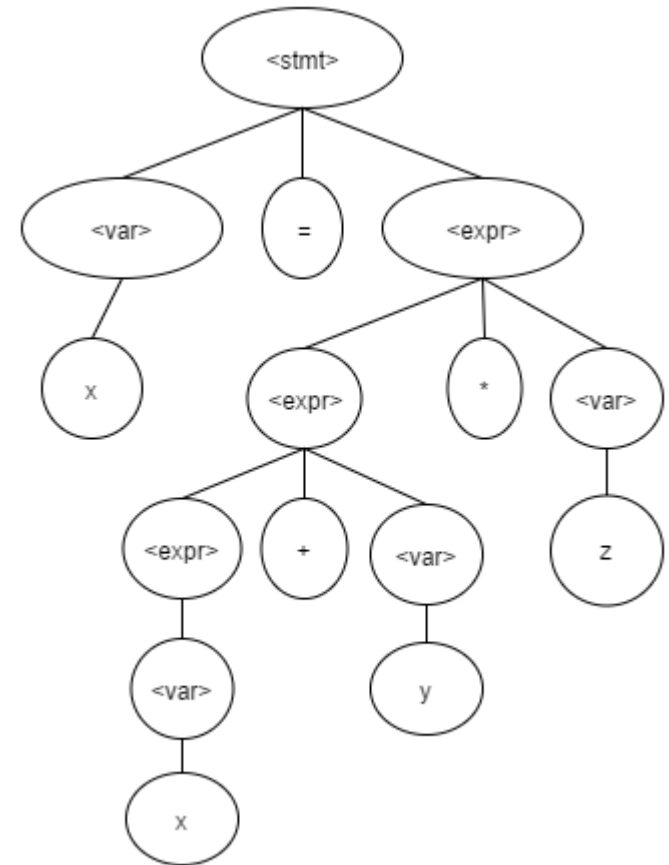 <stmt>
<var> = <expr>
x <expr> * <var>
<expr> + <var> z
<var> y
x